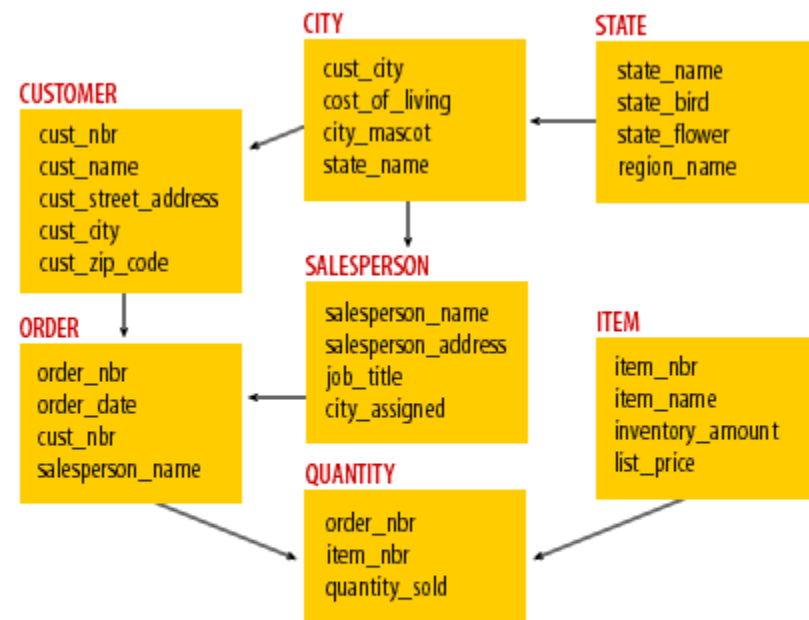 CITY
cust_city
cost_of_living
city_mascot
state_name
STATE
state_name
state_bird
state_flower
region_name
CUSTOMER
cust_nbr
cust_name
cust_street_address
cust_city
cust_zip_code
SALESPERSON
salesperson_name
salesperson_address
job_title
city_assigned
ORDER
order_nbr
order_date
cust_nbr
salesperson_name
ITEM
item_nbr
item_name
inventory_amount
list_price
QUANTITY
order_nbr
item_nbr
quantity_sold